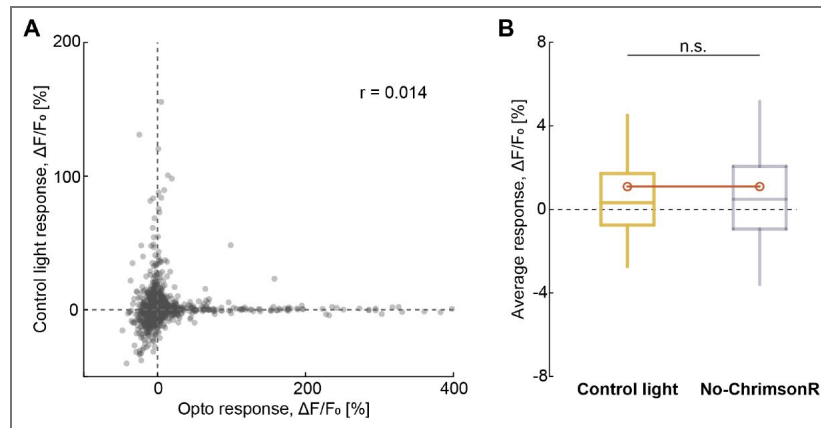 A
200
100
0
Control light response, ΔF/F₀ [%]
r = 0.014
0
200
400
Opto response, ΔF/F₀ [%]
B
8
4
0
-4
-8
Average response, ΔF/F₀ [%]
n.s.
Control light
No-ChrimsonR